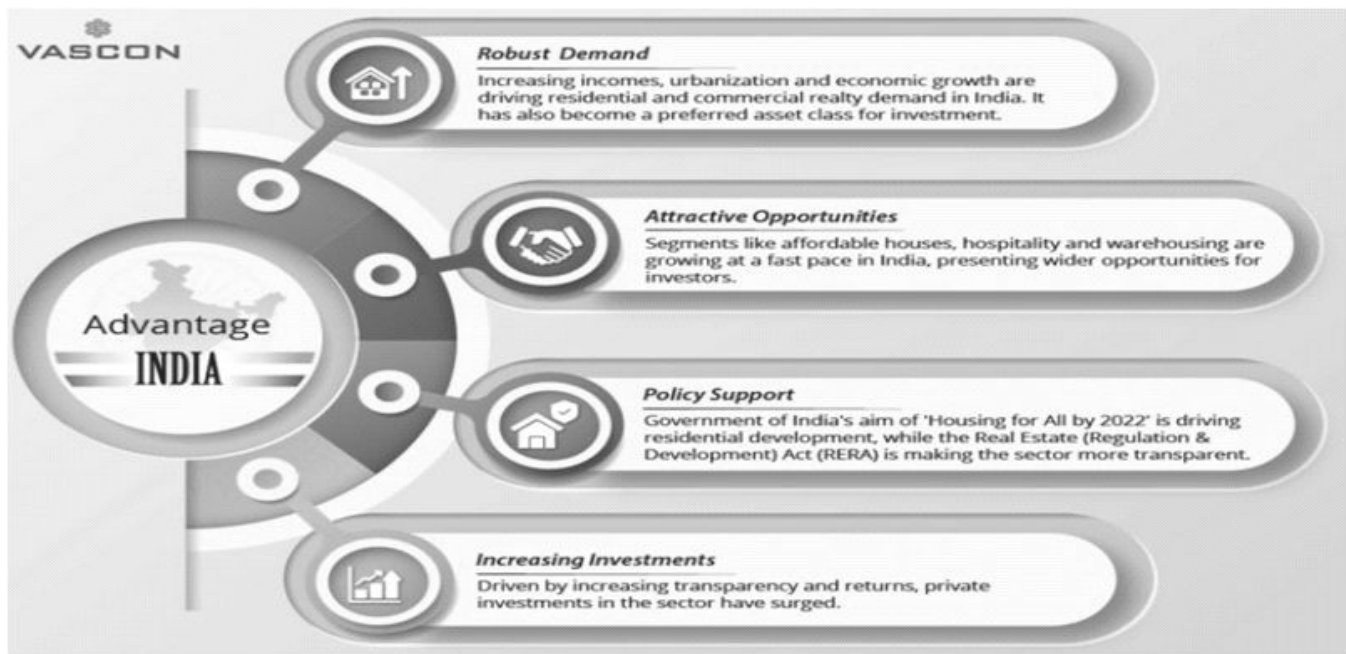 VASCON
Robust Demand
Increasing incomes, urbanization and economic growth are
driving residential and commercial realty demand in India. It
has also become a preferred asset class for investment.
Attractive Opportunities
Segments like affordable houses, hospitality and warehousing are
growing at a fast pace in India, presenting wider opportunities for
investors.
Advantage
INDIA
Policy Support
Government of India's aim of 'Housing for All by 2022' is driving
residential development, while the Real Estate (Regulation &
Development) Act (RERA) is making the sector more transparent.
Increasing Investments
Driven by increasing transparency and returns, private
investments in the sector have surged.